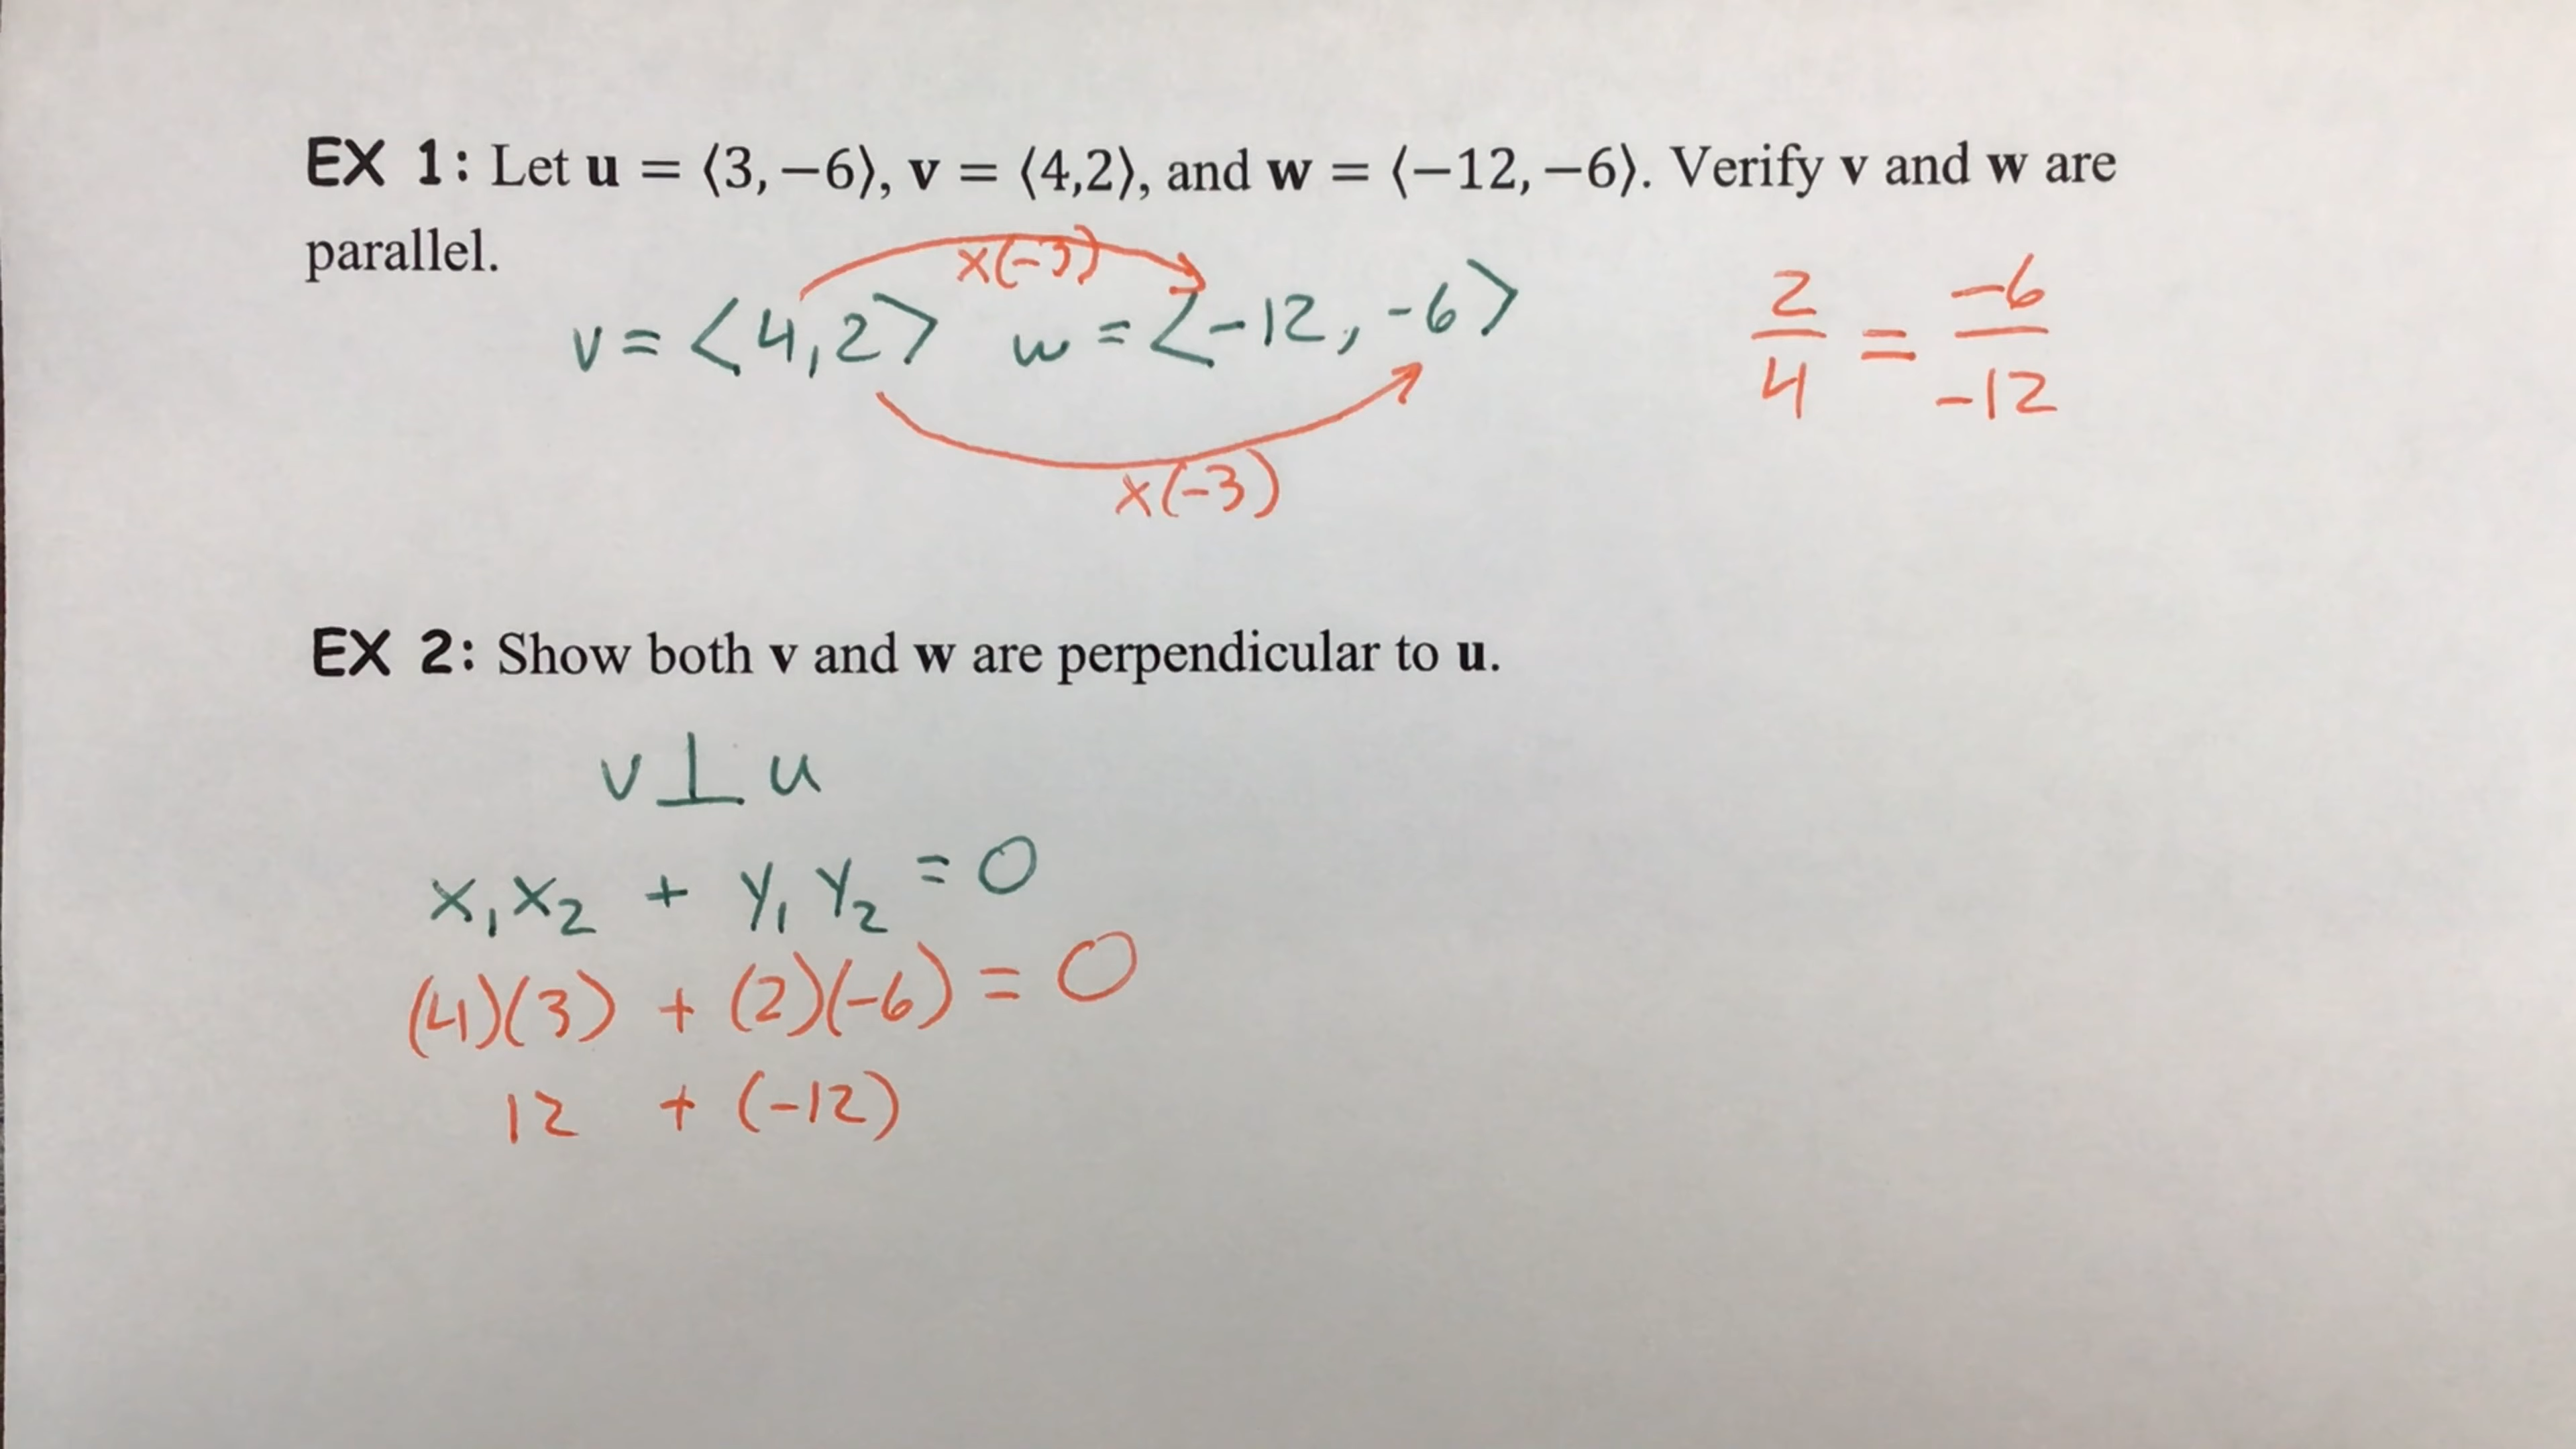 EX 1: Let u = ⟨3, −6⟩, v = ⟨4,2⟩, and w = ⟨−12, −6⟩. Verify v and w are
parallel.
x(-3)
v = <4,2> w = <-12, -6>
x(-3)
2/4 = -6/-12
EX 2: Show both v and w are perpendicular to u.
v ⊥ u
x₁x₂ + y₁y₂ = 0
(4)(3) + (2)(-6) = 0
12 + (-12)